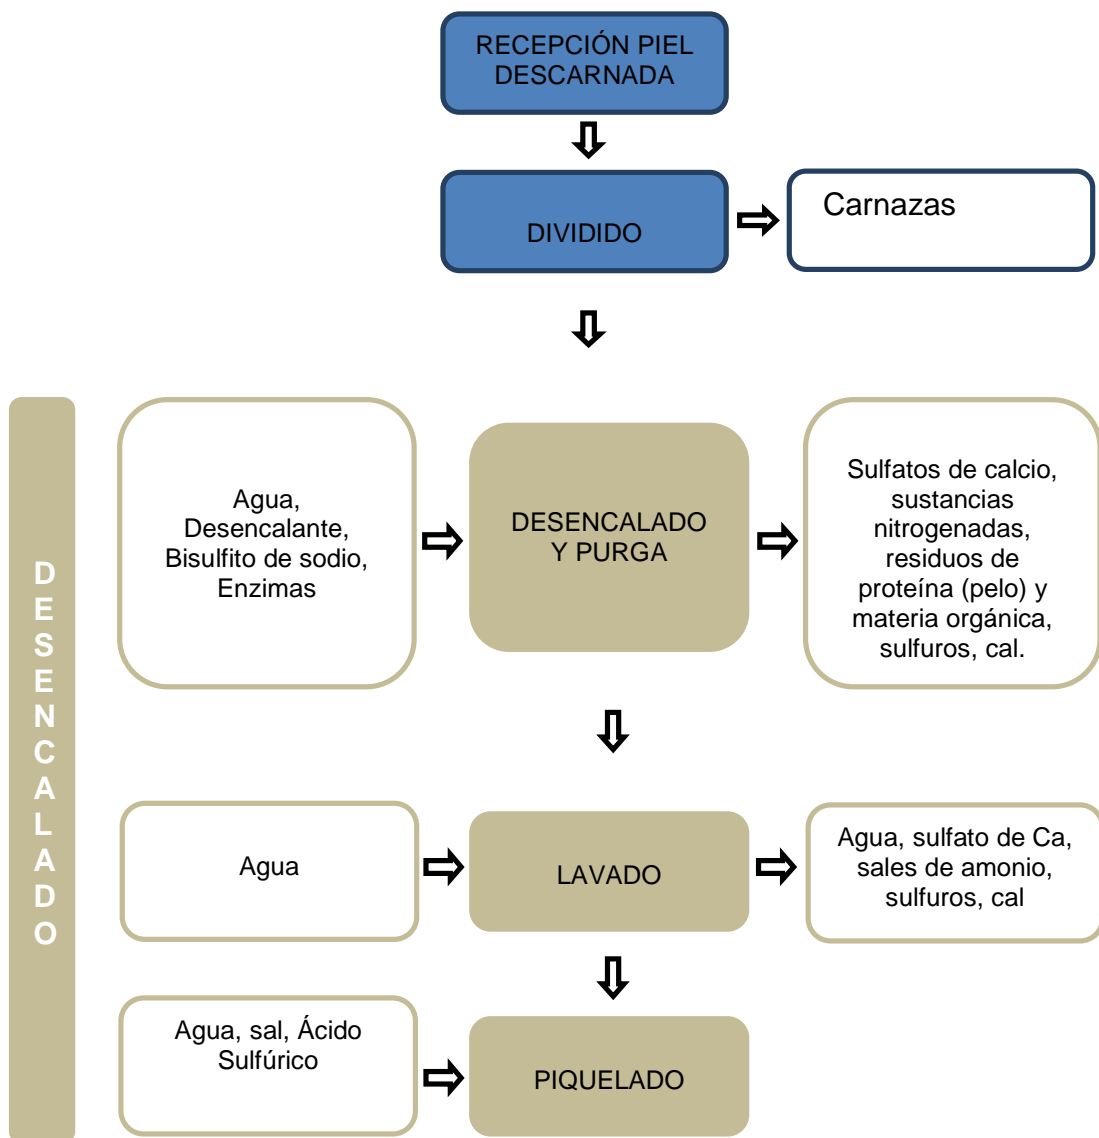 RECEPCIÓN PIEL
DESCARNADA
DIVIDIDO
Carnazas
DESENCALADO
Agua,
Desencalante,
Bisulfito de sodio,
Enzimas
DESENCALADO
Y PURGA
Sulfatos de calcio,
sustancias
nitrogenadas,
residuos de
proteína (pelo) y
materia orgánica,
sulfuros, cal.
Agua
LAVADO
Agua, sulfato de Ca,
sales de amonio,
sulfuros, cal
Agua, sal, Ácido
Sulfúrico
PIQUELADO